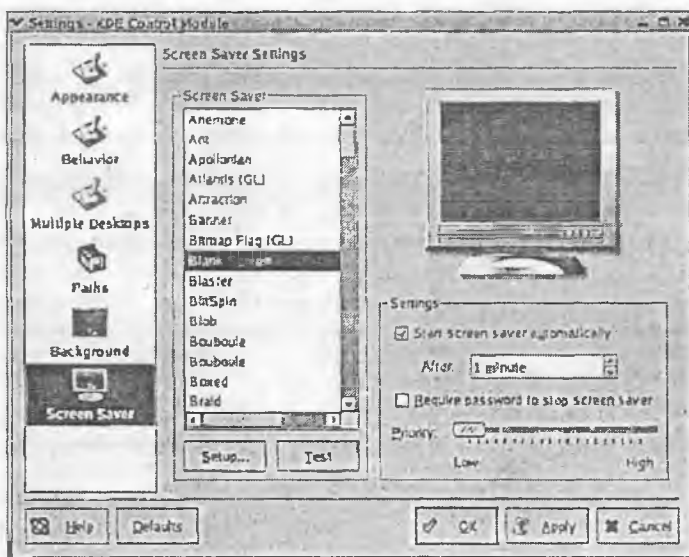 Settings - KDE Control Module
Appearance
Behavior
Multiple Desktops
Paths
Background
Screen Saver
Screen Saver Settings
Screen Saver
Anemone
Ant
Apollonian
Atlantis (GL)
Attraction
Banner
Bitmap Flag (GL)
Blank Screen
Blaster
BlitSpin
Blob
Bouboule
Bouboule
Boxed
Braid
Setup...
Test
Settings
Start screen saver automatically
After: 1 minute
Require password to stop screen saver
Priority:
Low High
Help
Defaults
OK
Apply
Cancel